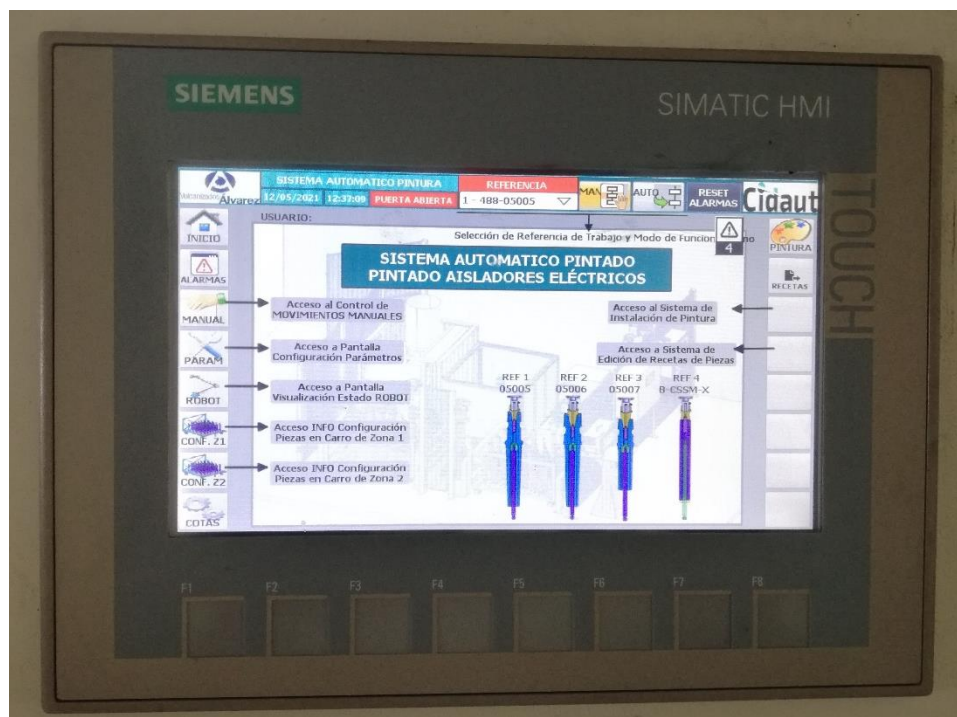 SIEMENS
SIMATIC HMI
TOUCH
Álvarez
SISTEMA AUTOMATICO PINTURA
12/05/2021 12:37:09 PUERTA ABIERTA
REFERENCIA
1 - 488-05005
MAN
AUTO
RESET
ALARMAS
Cidaut
USUARIO:
INICIO
ALARMAS
MANUAL
PARAM
ROBOT
CONF. Z1
CONF. Z2
COTAS
Selección de Referencia de Trabajo y Modo de Funcion no
4
SISTEMA AUTOMATICO PINTADO
PINTADO AISLADORES ELÉCTRICOS
Acceso al Control de
MOVIMIENTOS MANUALES
Acceso a Pantalla
Configuración Parámetros
Acceso a Pantalla
Visualización Estado ROBOT
Acceso INFO Configuración
Piezas en Carro de Zona 1
Acceso INFO Configuración
Piezas en Carro de Zona 2
Acceso al Sistema de
Instalación de Pintura
Acceso a Sistema de
Edición de Recetas de Piezas
REF 1 REF 2 REF 3 REF 4
05005 05006 05007 8-CSSM-X
PINTURA
RECETAS
F1 F2 F3 F4 F5 F6 F7 F8